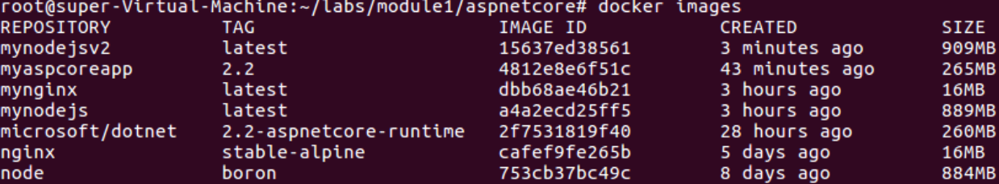 root@super-Virtual-Machine:~/labs/module1/aspnetcore# docker images
REPOSITORY TAG IMAGE ID CREATED SIZE
mynodejsv2 latest 15637ed38561 3 minutes ago 909MB
myaspcoreapp 2.2 4812e8e6f51c 43 minutes ago 265MB
mynginx latest dbb68ae46b21 3 hours ago 16MB
mynodejs latest a4a2ecd25ff5 3 hours ago 889MB
microsoft/dotnet 2.2-aspnetcore-runtime 2f7531819f40 28 hours ago 260MB
nginx stable-alpine cafef9fe265b 5 days ago 16MB
node boron 753cb37bc49c 8 days ago 884MB